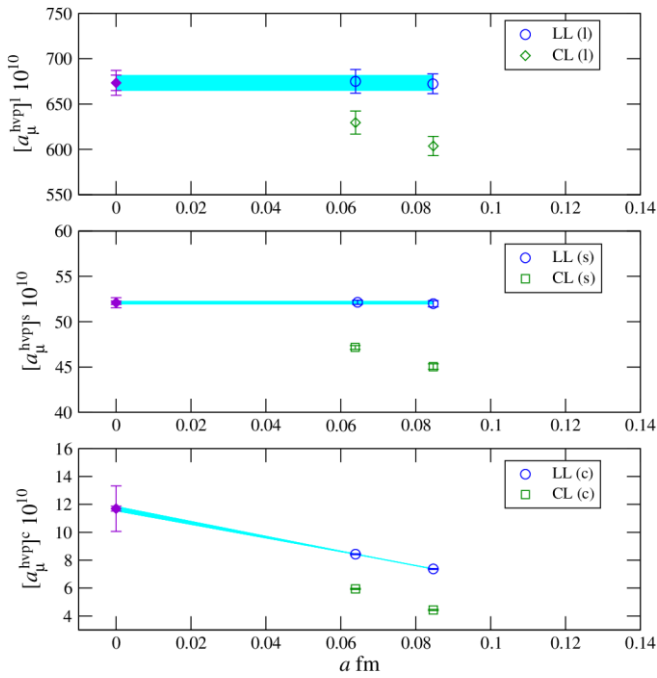 750
700
650
600
550
[a_μ^hvp]^l 10^10
LL (l)
CL (l)
0 0.02 0.04 0.06 0.08 0.1 0.12 0.14
60
55
50
45
40
[a_μ^hvp]^s 10^10
LL (s)
CL (s)
0 0.02 0.04 0.06 0.08 0.1 0.12 0.14
16
14
12
10
8
6
4
[a_μ^hvp]^c 10^10
LL (c)
CL (c)
0 0.02 0.04 0.06 0.08 0.1 0.12 0.14
a fm